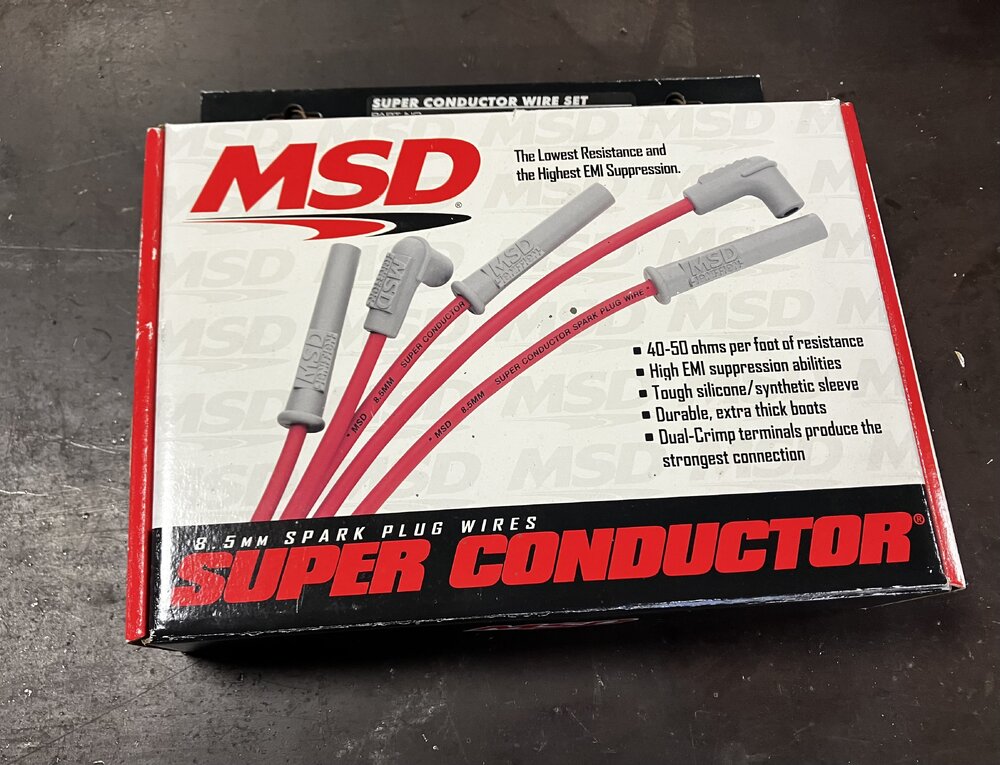 SUPER CONDUCTOR WIRE SET
MSD®
The Lowest Resistance and
the Highest EMI Suppression.
MSD
MSD
MSD
MSD
* MSD 8.5MM SUPER CONDUCTOR
* MSD 8.5MM SUPER CONDUCTOR SPARK PLUG WIRE *
▪ 40-50 ohms per foot of resistance
▪ High EMI suppression abilities
▪ Tough silicone/synthetic sleeve
▪ Durable, extra thick boots
▪ Dual-Crimp terminals produce the
strongest connection
8.5MM SPARK PLUG WIRES
SUPER CONDUCTOR®